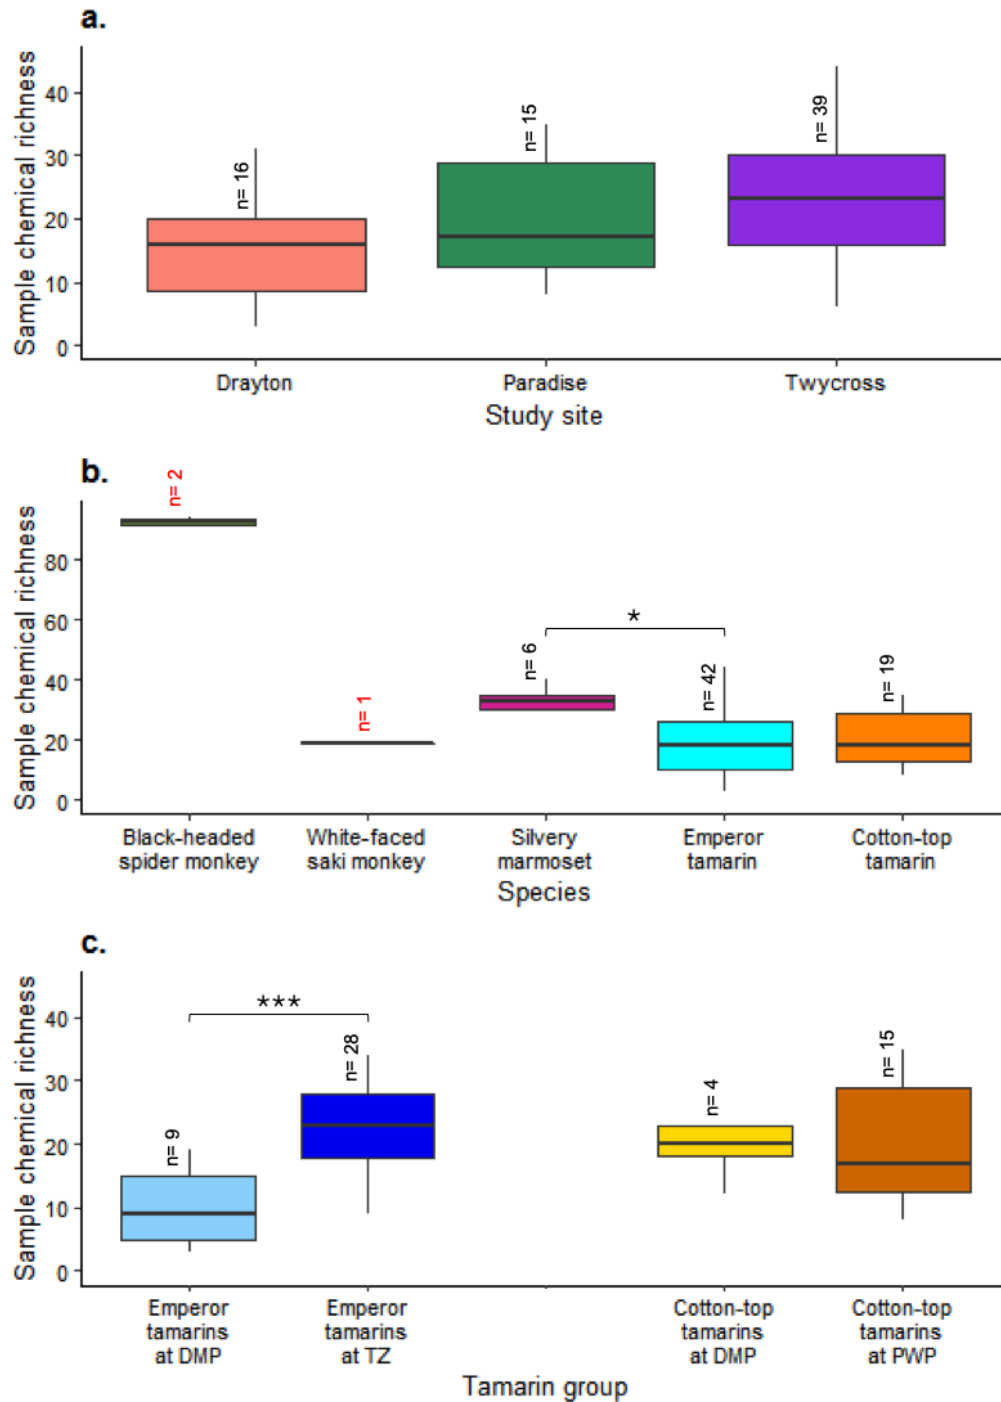 a.
Sample chemical richness
40
30
20
10
0
n= 16
n= 15
n= 39
Drayton
Paradise
Twycross
Study site
b.
Sample chemical richness
80
60
40
20
0
n= 2
n= 1
n= 6
*
n= 42
n= 19
Black-headed
spider monkey
White-faced
saki monkey
Silvery
marmoset
Emperor
tamarin
Cotton-top
tamarin
Species
c.
Sample chemical richness
40
30
20
10
0
n= 9
***
n= 28
n= 4
n= 15
Emperor
tamarins
at DMP
Emperor
tamarins
at TZ
Cotton-top
tamarins
at DMP
Cotton-top
tamarins
at PWP
Tamarin group